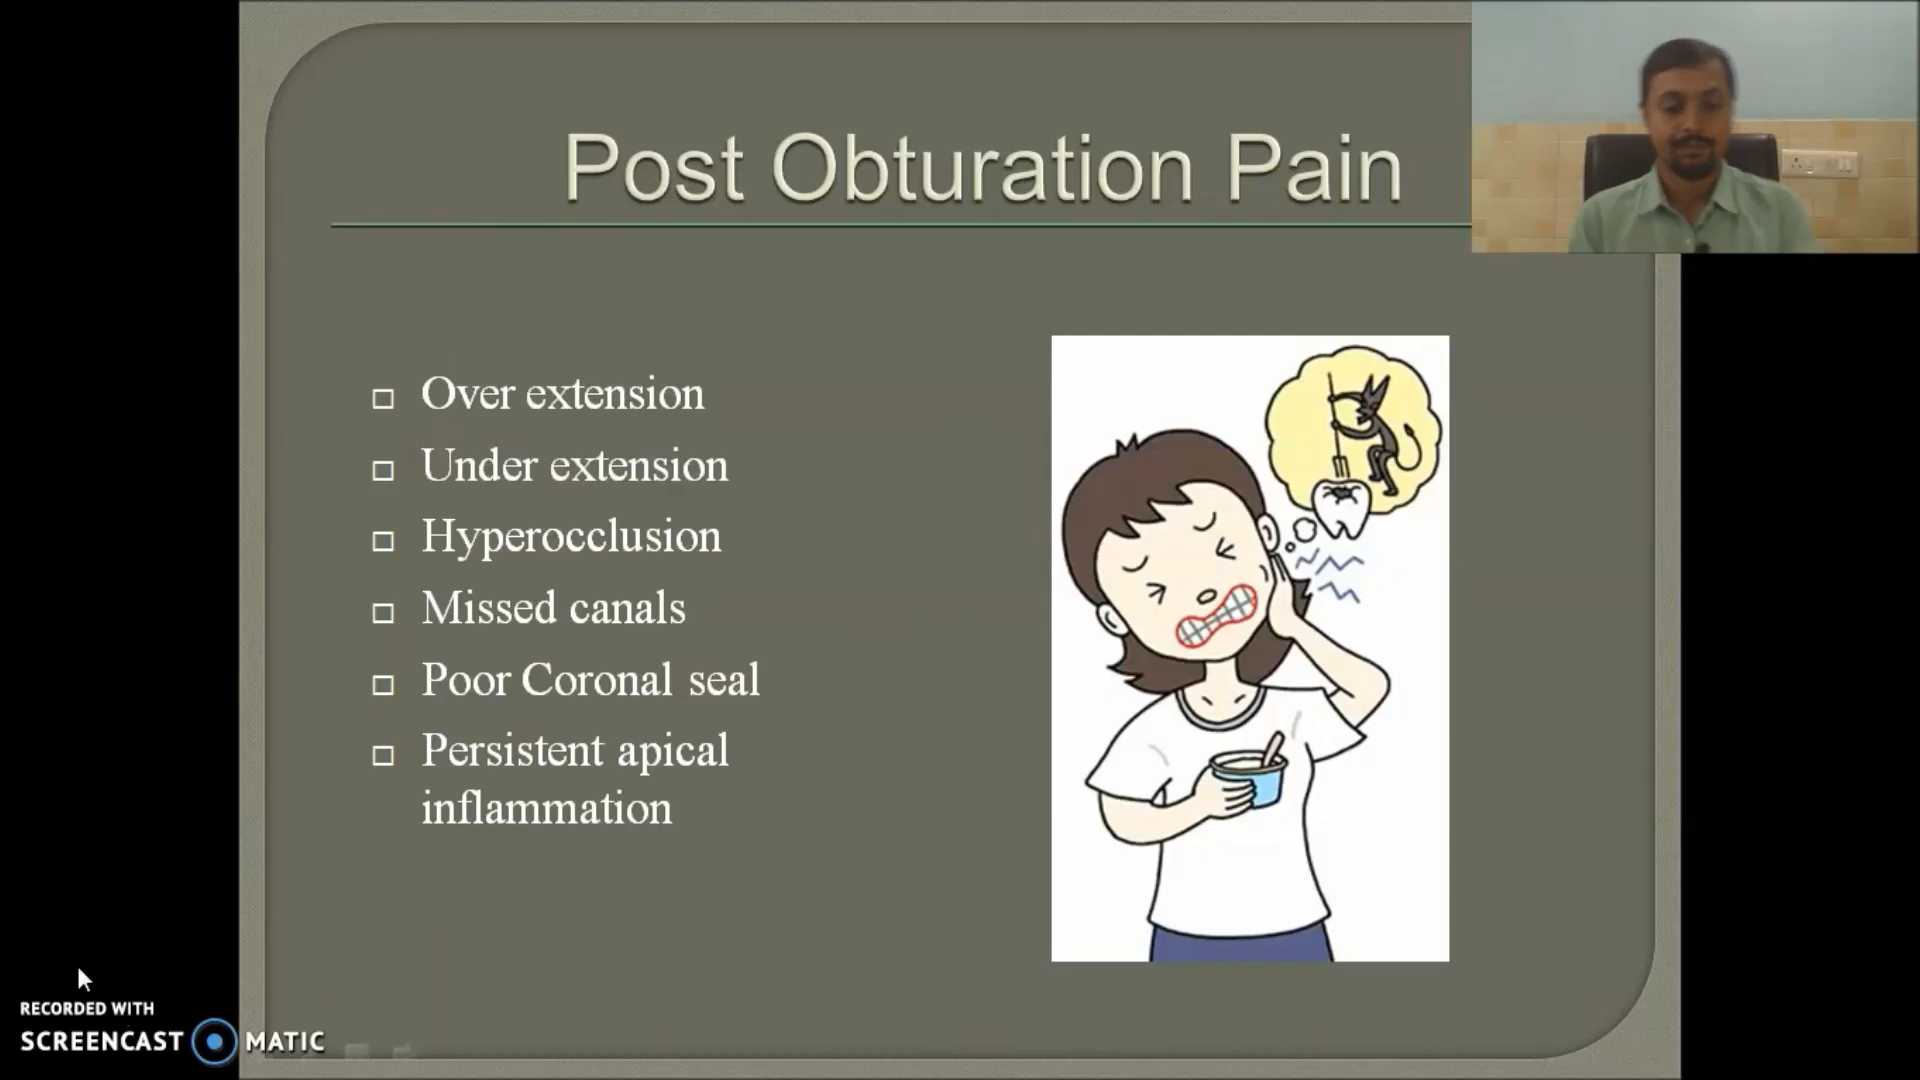 Post Obturation Pain
Over extension
Under extension
Hyperocclusion
Missed canals
Poor Coronal seal
Persistent apical
inflammation
RECORDED WITH
SCREENCAST MATIC